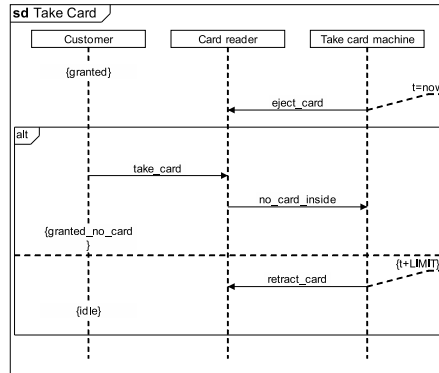 sd Take Card
Customer
Card reader
Take card machine
{granted}
t=now
eject_card
alt
take_card
no_card_inside
{granted_no_card
}
{t+LIMIT}
retract_card
{idle}